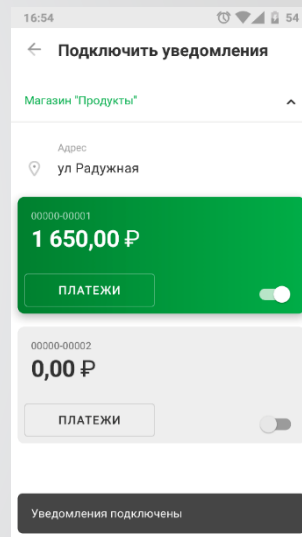 16:54
54
Подключить уведомления
Магазин "Продукты"
Адрес
ул Радужная
00000-00001
1 650,00 ₽
ПЛАТЕЖИ
00000-00002
0,00 ₽
ПЛАТЕЖИ
Уведомления подключены